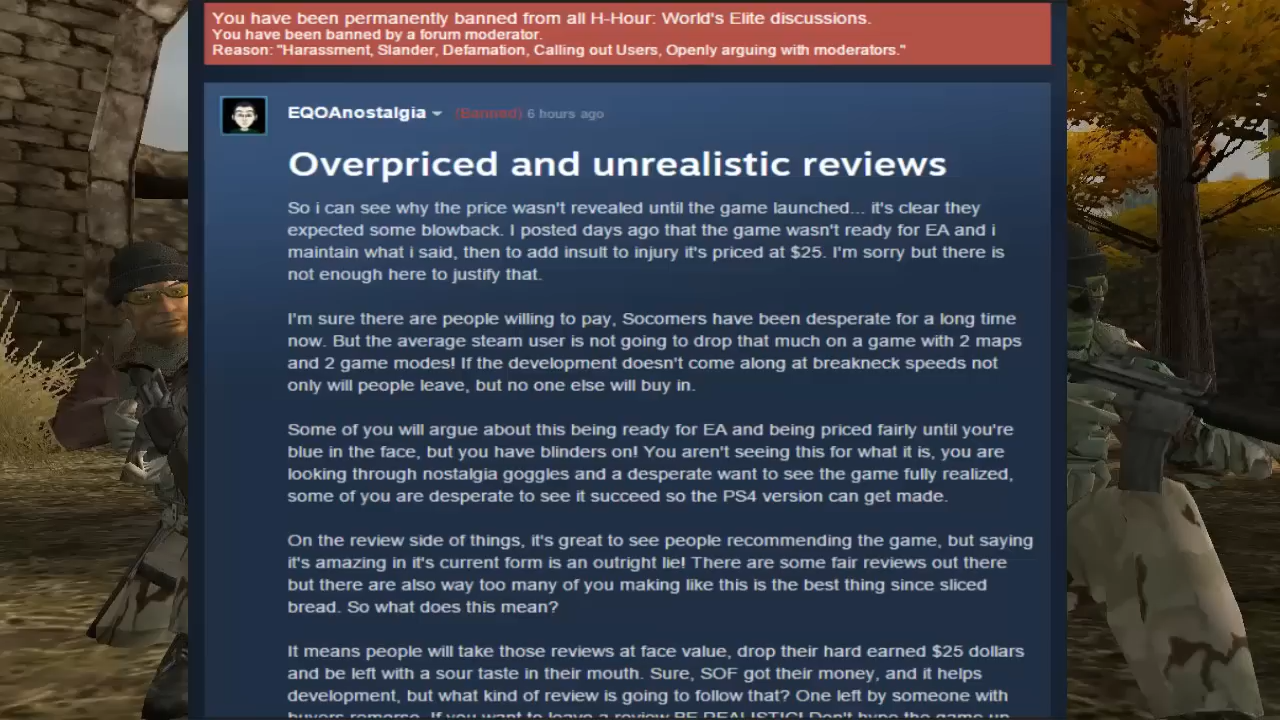 You have been permanently banned from all H-Hour: World's Elite discussions.
You have been banned by a forum moderator.
Reason: "Harassment, Slander, Defamation, Calling out Users, Openly arguing with moderators."
EQOAnostalgia (Banned) 6 hours ago
Overpriced and unrealistic reviews
So i can see why the price wasn't revealed until the game launched... it's clear they
expected some blowback. I posted days ago that the game wasn't ready for EA and i
maintain what i said, then to add insult to injury it's priced at $25. I'm sorry but there is
not enough here to justify that.
I'm sure there are people willing to pay, Socomers have been desperate for a long time
now. But the average steam user is not going to drop that much on a game with 2 maps
and 2 game modes! If the development doesn't come along at breakneck speeds not
only will people leave, but no one else will buy in.
Some of you will argue about this being ready for EA and being priced fairly until you're
blue in the face, but you have blinders on! You aren't seeing this for what it is, you are
looking through nostalgia goggles and a desperate want to see the game fully realized,
some of you are desperate to see it succeed so the PS4 version can get made.
On the review side of things, it's great to see people recommending the game, but saying
it's amazing in it's current form is an outright lie! There are some fair reviews out there
but there are also way too many of you making like this is the best thing since sliced
bread. So what does this mean?
It means people will take those reviews at face value, drop their hard earned $25 dollars
and be left with a sour taste in their mouth. Sure, SOF got their money, and it helps
development, but what kind of review is going to follow that? One left by someone with
buyers remorse. If you want to leave a review BE REALISTIC! Don't hype the game up